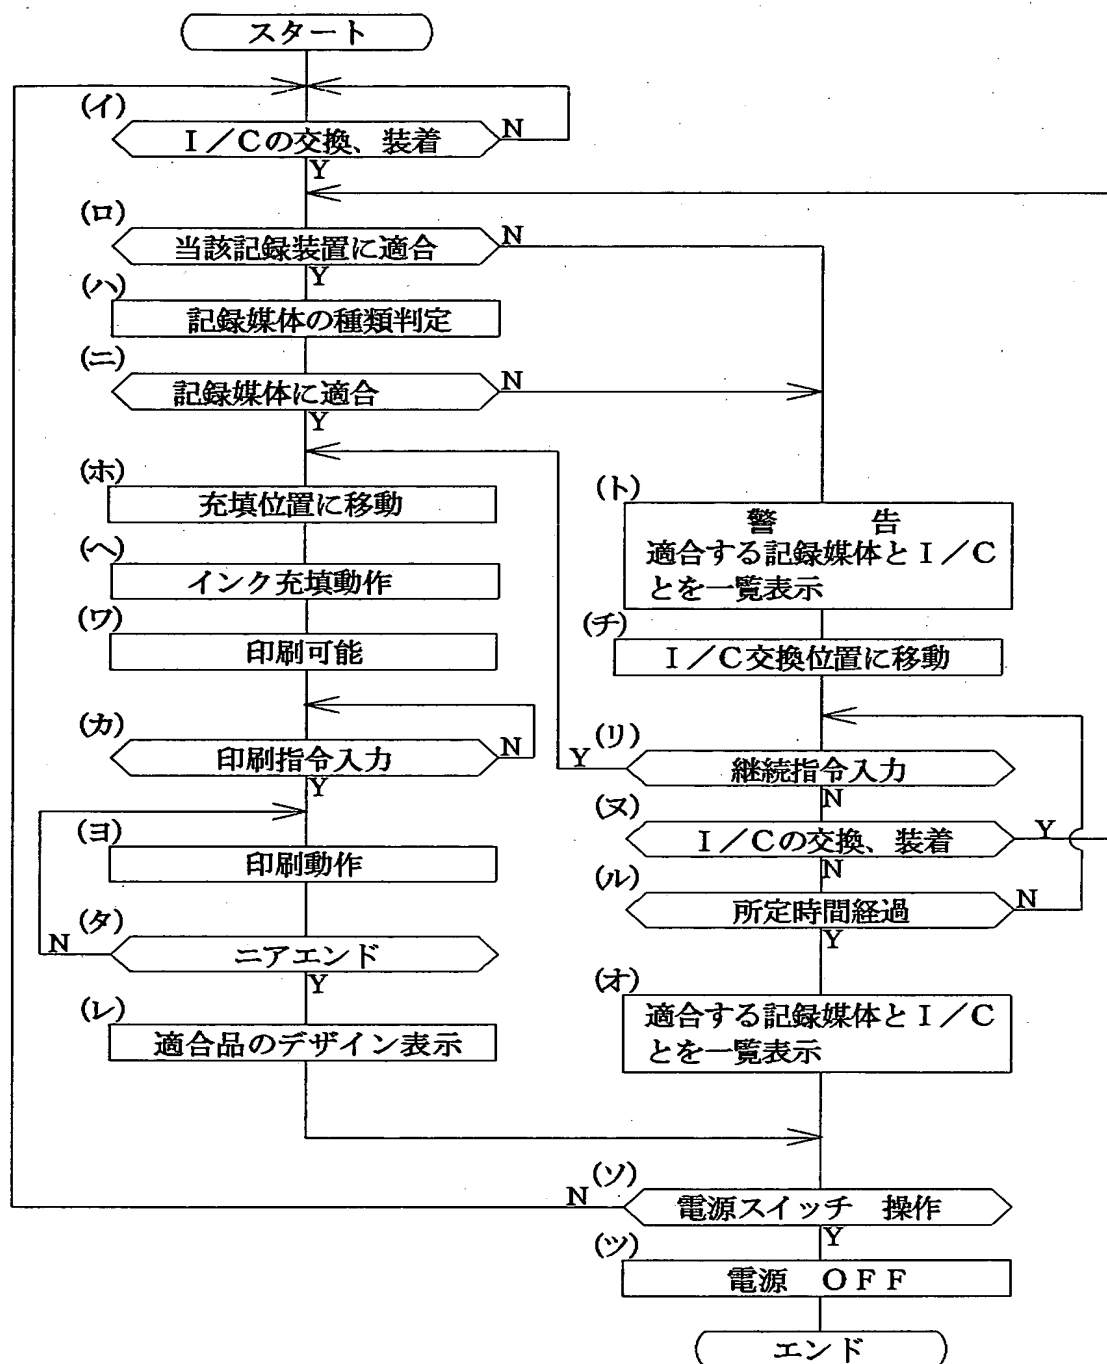 スタート
(イ)
I/Cの交換、装着
N
Y
(ロ)
当該記録装置に適合
N
Y
(ハ)
記録媒体の種類判定
(ニ)
記録媒体に適合
N
Y
(ホ)
充填位置に移動
(ヘ)
インク充填動作
(ワ)
印刷可能
(カ)
印刷指令入力
N
Y
(ヨ)
印刷動作
(タ)
ニアエンド
N
Y
(レ)
適合品のデザイン表示
(ト)
警 告
適合する記録媒体とI/C
とを一覧表示
(チ)
I/C交換位置に移動
(リ)
継続指令入力
Y
N
(ヌ)
I/Cの交換、装着
Y
N
(ル)
所定時間経過
N
Y
(オ)
適合する記録媒体とI/C
とを一覧表示
(ソ)
電源スイッチ 操作
N
Y
(ツ)
電源 OFF
エンド